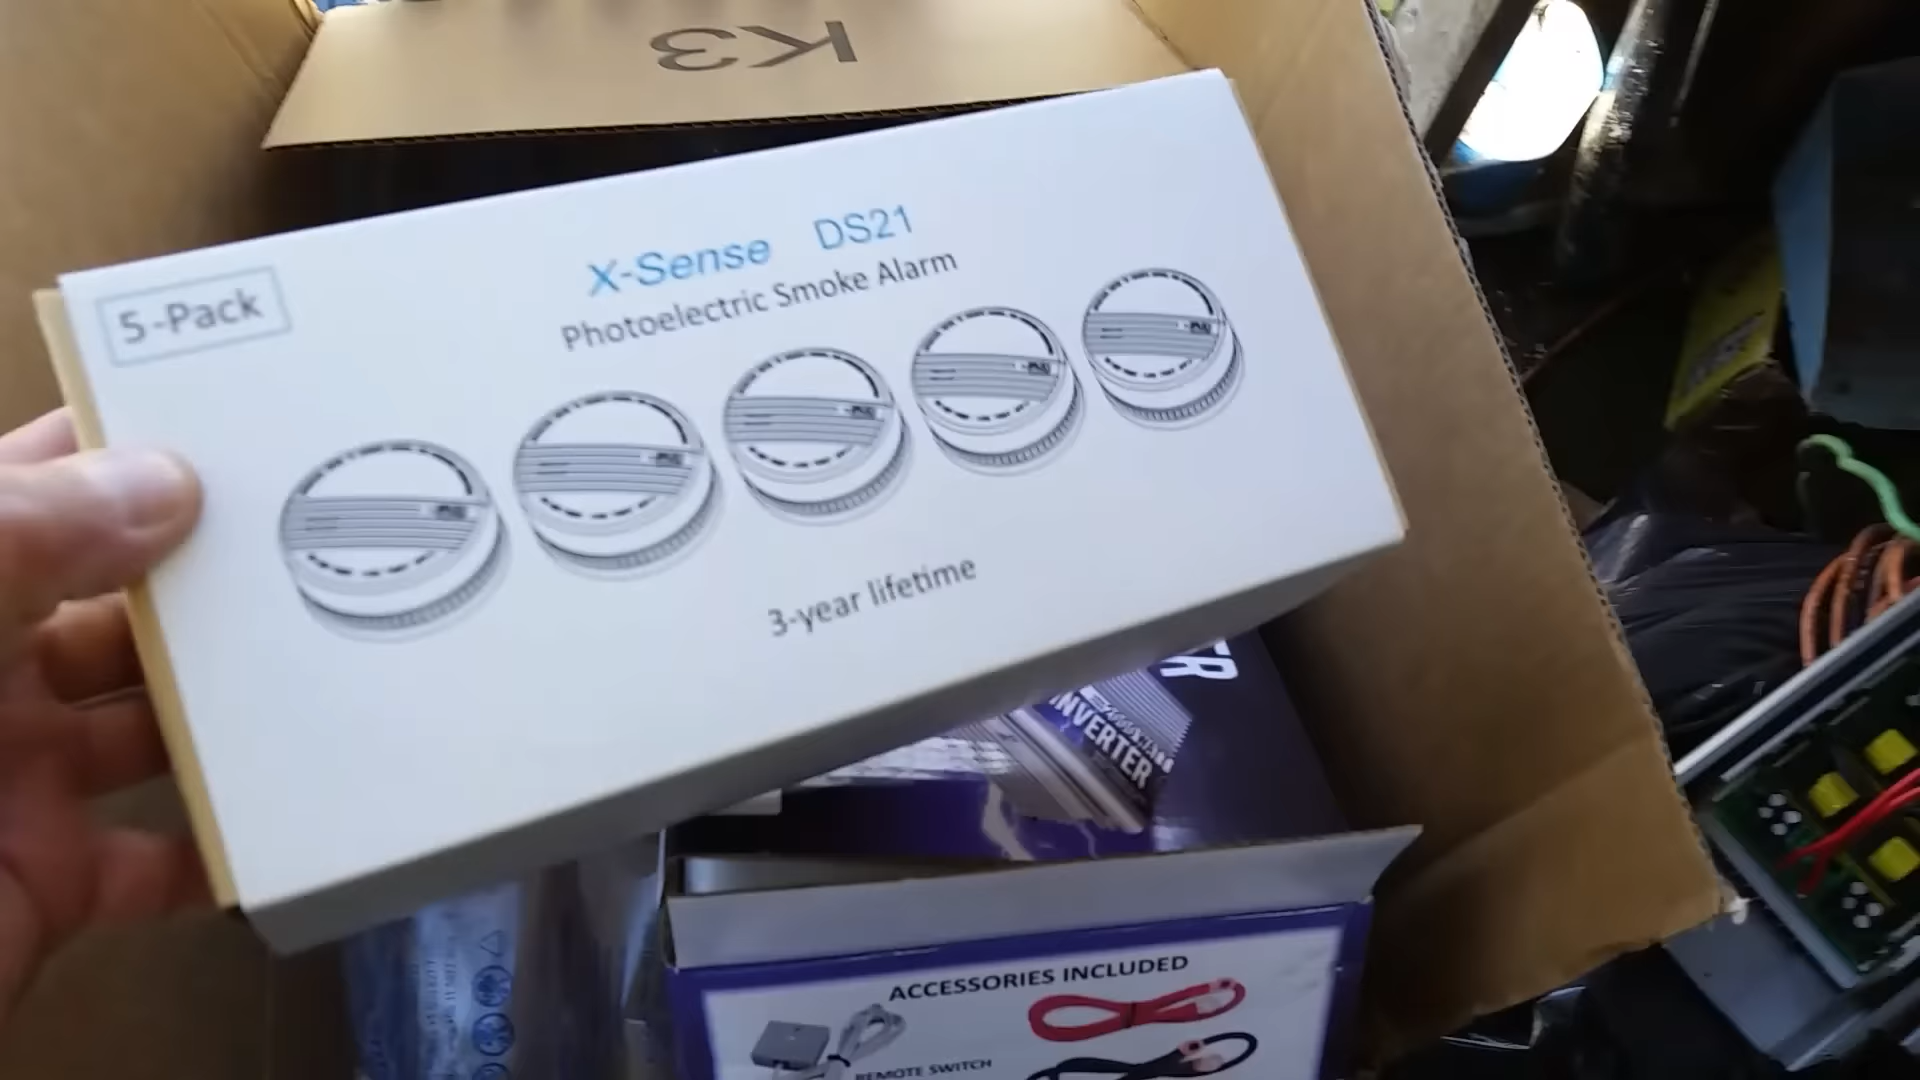 K3
5-Pack
X-Sense DS21
Photoelectric Smoke Alarm
3-year lifetime
INVERTER
ACCESSORIES INCLUDED
REMOTE SWITCH